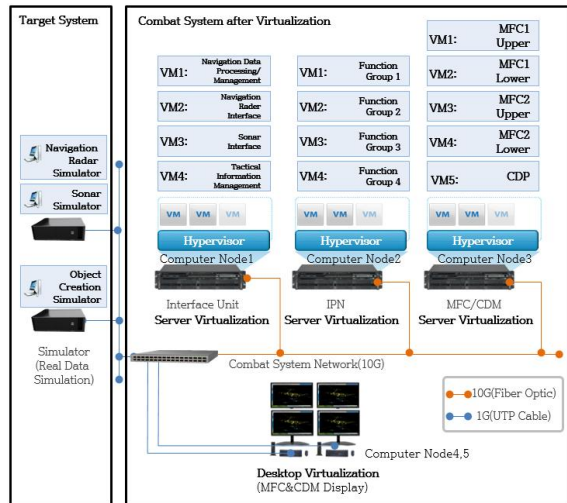 Target System
Combat System after Virtualization
Navigation
Radar
Simulator
Sonar
Simulator
Object
Creation
Simulator
Simulator
(Real Data
Simulation)
VM1: Navigation Data
Processing/
Management
VM2: Navigation
Rader
Interface
VM3: Sonar
Interface
VM4: Tactical
Information
Management
VM VM VM
Hypervisor
Computer Node1
Interface Unit
Server Virtualization
VM1: Function
Group 1
VM2: Function
Group 2
VM3: Function
Group 3
VM4: Function
Group 4
VM VM VM
Hypervisor
Computer Node2
IPN
Server Virtualization
VM1: MFC1
Upper
VM2: MFC1
Lower
VM3: MFC2
Upper
VM4: MFC2
Lower
VM5: CDP
VM VM VM
Hypervisor
Computer Node3
MFC/CDM
Server Virtualization
Combat System Network(10G)
10G(Fiber Optic)
1G(UTP Cable)
Computer Node4,5
Desktop Virtualization
(MFC&CDM Display)